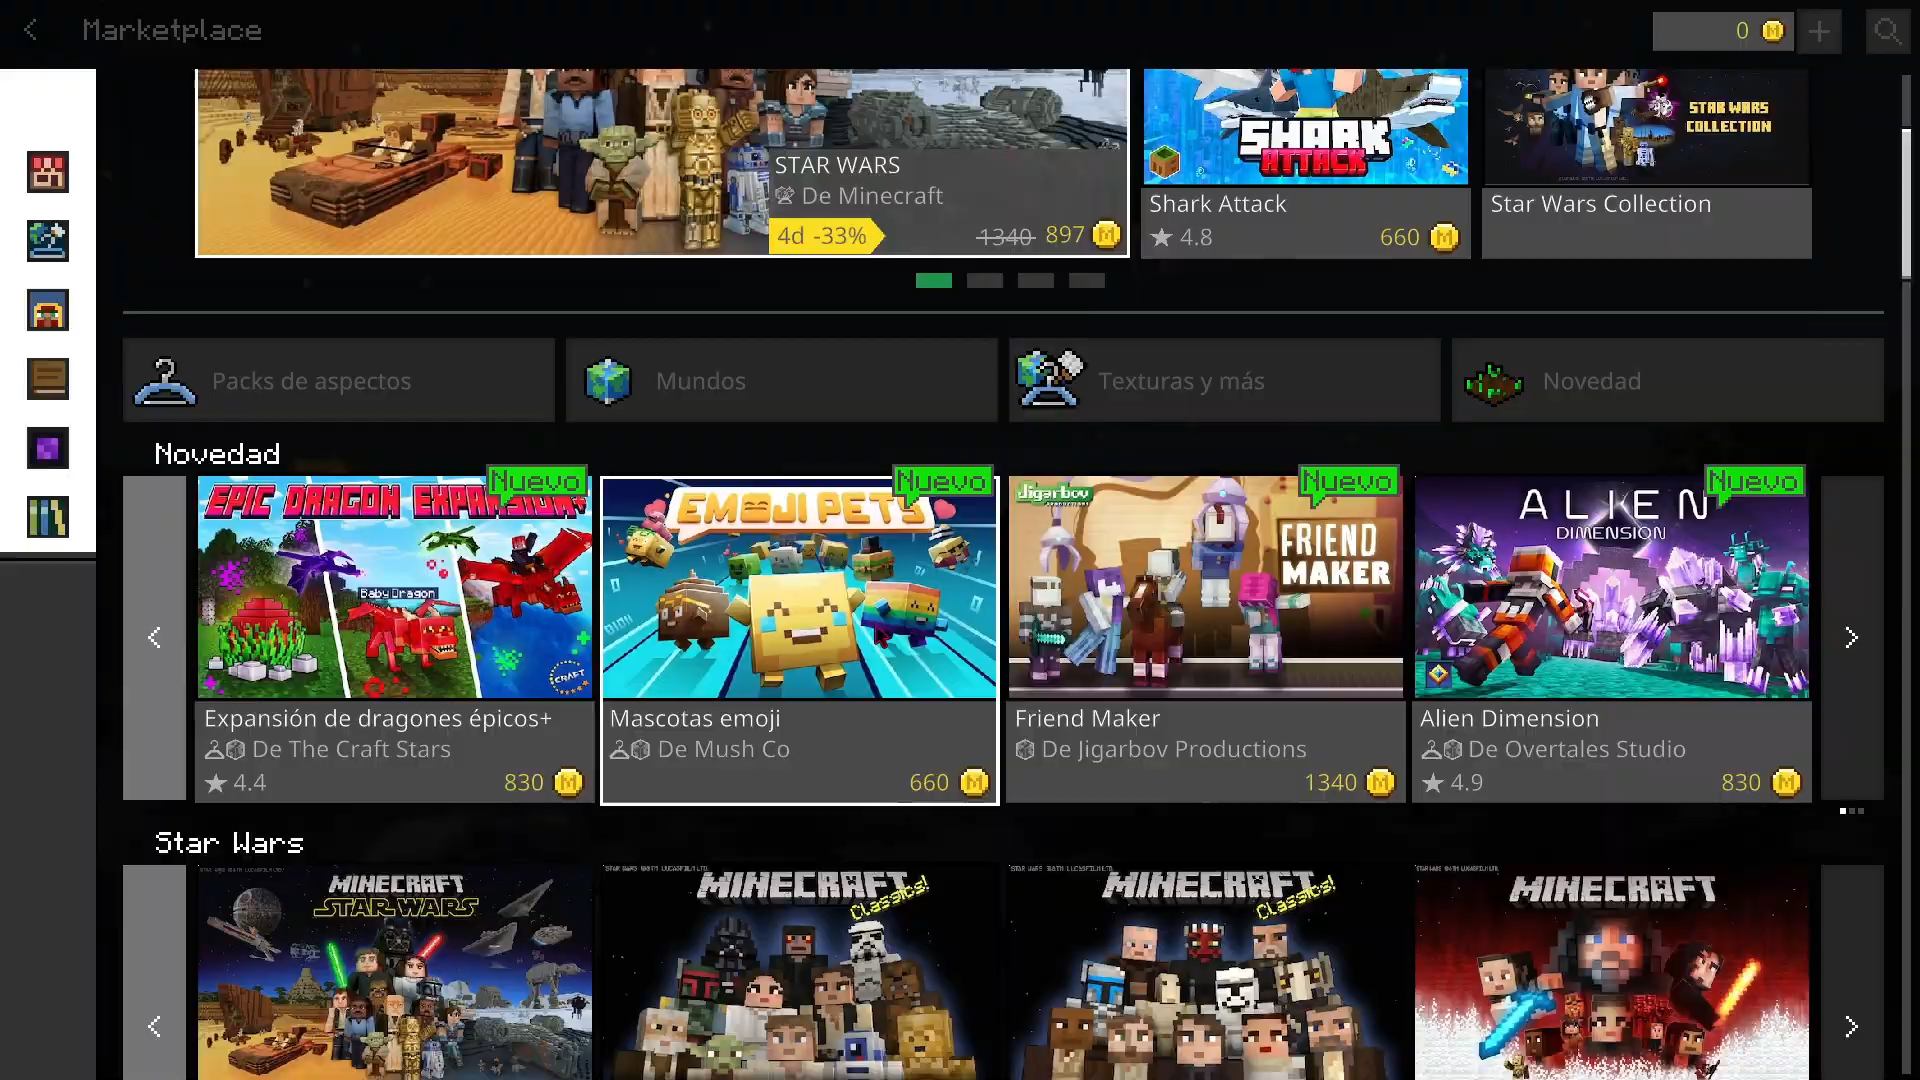 Marketplace
0
STAR WARS
De Minecraft
4d -33%
1340 897
SHARK
ATTACK
Shark Attack
4.8
660
STAR WARS
COLLECTION
Star Wars Collection
Packs de aspectos
Mundos
Texturas y más
Novedad
Novedad
Nuevo
EPIC DRAGON EXPANSION+
Baby Dragon
CRAFT
Expansión de dragones épicos+
De The Craft Stars
4.4
830
Nuevo
EMOJI PETS
Mascotas emoji
De Mush Co
660
Nuevo
Jigarbov
PRODUCTIONS
FRIEND
MAKER
Friend Maker
De Jigarbov Productions
1340
Nuevo
ALIEN
DIMENSION
Alien Dimension
De Overtales Studio
4.9
830
Star Wars
MINECRAFT
STAR WARS
MINECRAFT
Classics!
MINECRAFT
Classics!
MINECRAFT